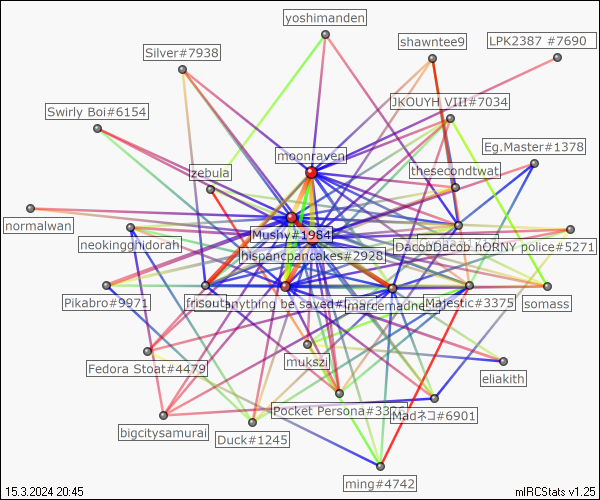 yoshimanden
shawntee9
LPK2387 #7690
Silver#7938
JKOUYH VIII#7034
Swirly Boi#6154
Eg.Master#1378
moonraven
thesecondtwat
zebula
normalwan
Mushy#1984
neokingghidorah
DacobDacob hORNY police#5271
hispancpancakes#2928
Pikabro#9971
frisout
anything be saved#
marcemadne
Majestic#3375
somass
mukszi
Fedora Stoat#4479
eliakith
Pocket Persona#33
Madネコ#6901
bigcitysamurai
Duck#1245
ming#4742
15.3.2024 20:45
mIRCStats v1.25